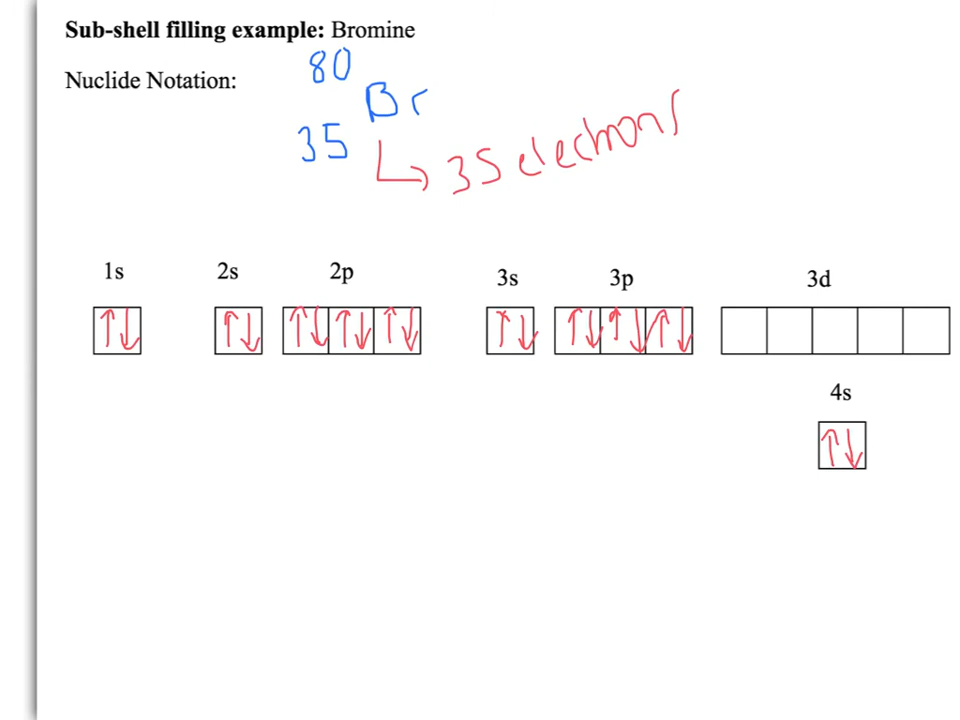 Sub-shell filling example: Bromine
Nuclide Notation:
80
Br
35
35 electrons
1s 2s 2p 3s 3p 3d
4s